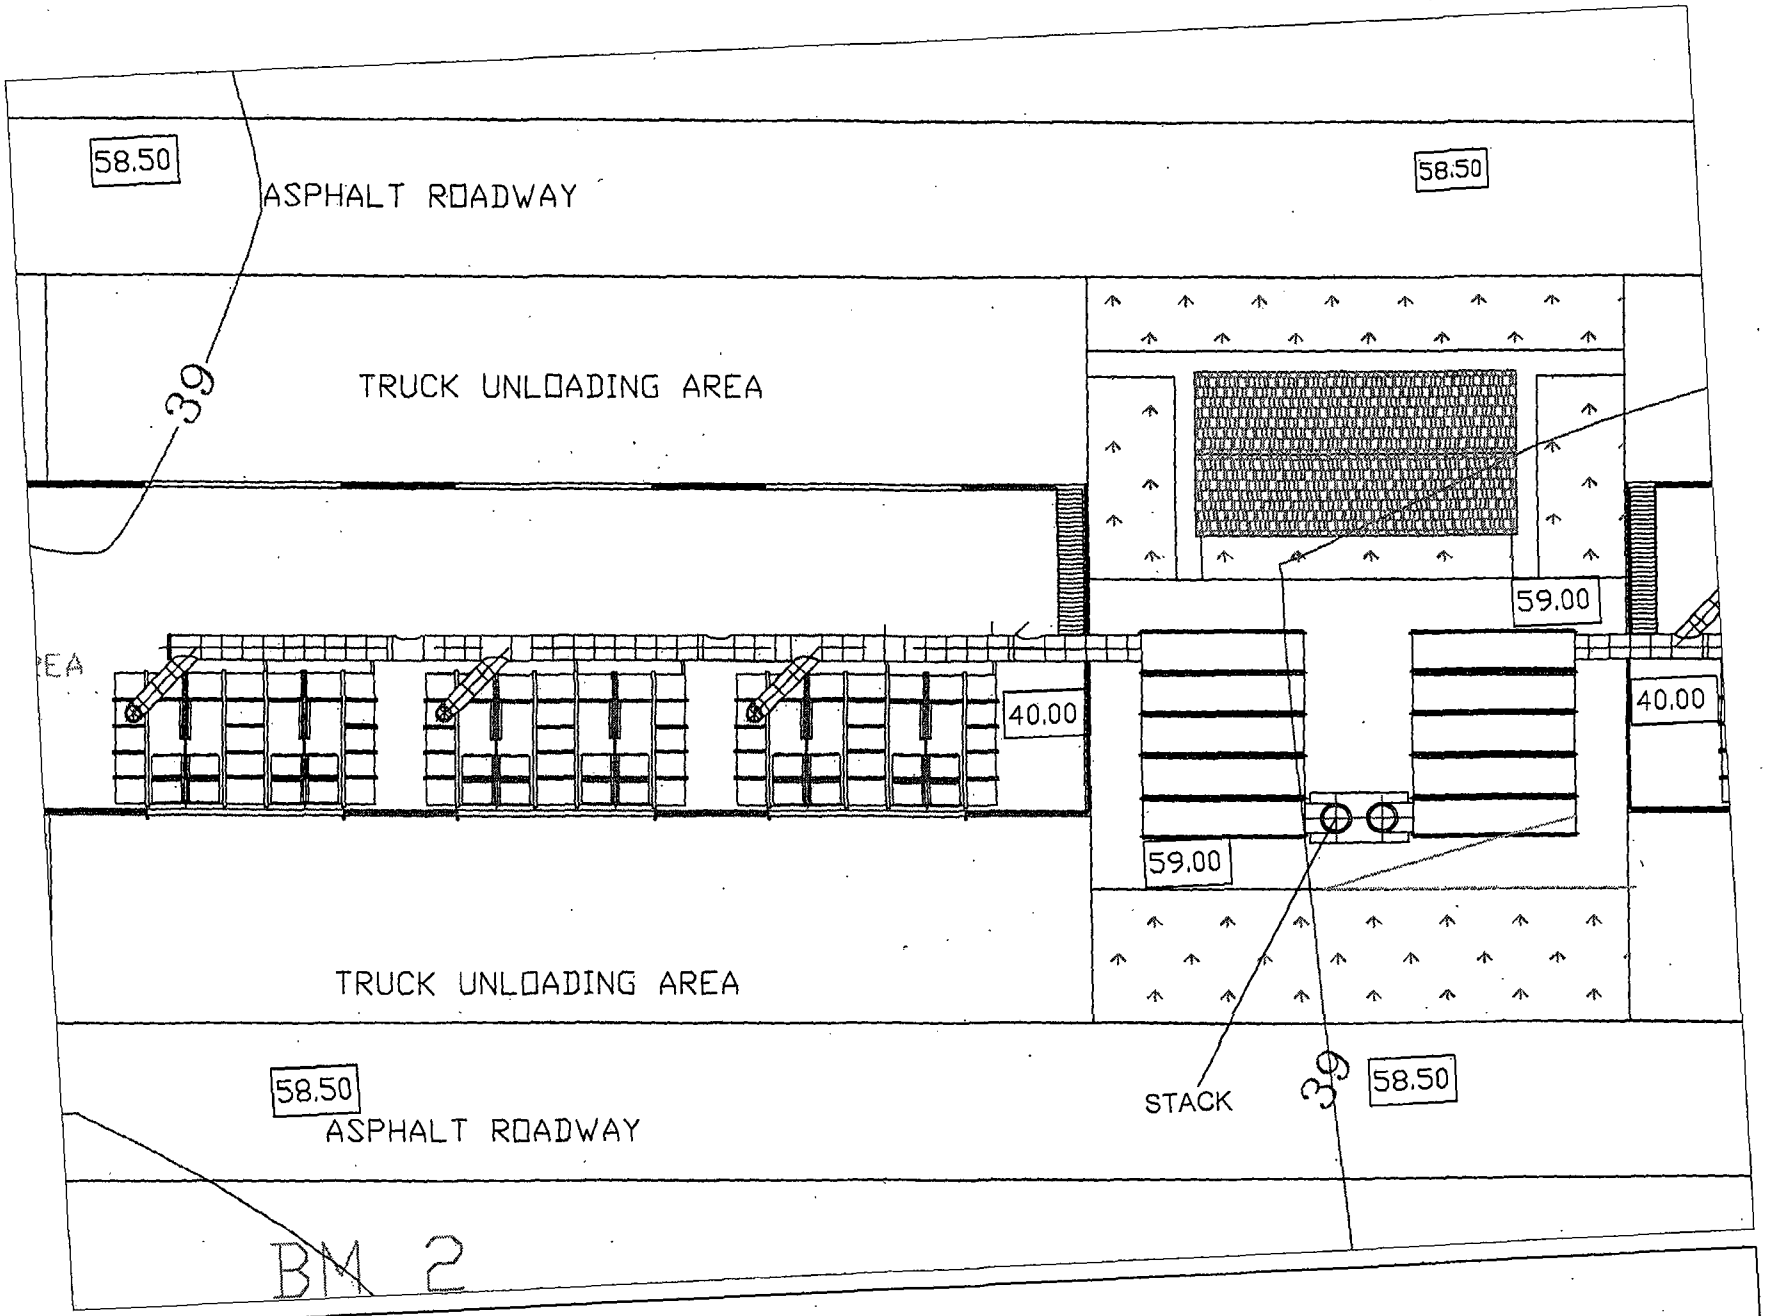 58.50
58.50
ASPHALT ROADWAY
39
TRUCK UNLOADING AREA
59.00
EA
40.00
40.00
59.00
TRUCK UNLOADING AREA
39
58.50
58.50
STACK
ASPHALT ROADWAY
BM 2